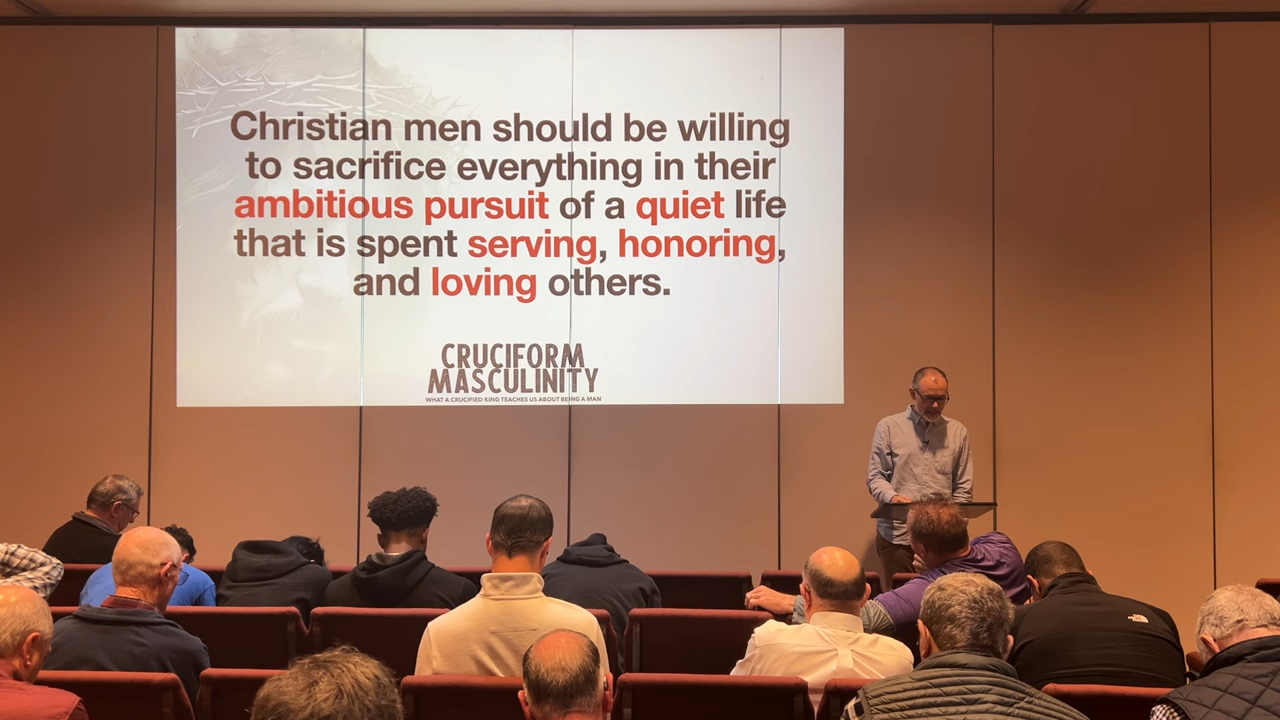 Christian men should be willing
to sacrifice everything in their
ambitious pursuit of a quiet life
that is spent serving, honoring,
and loving others.
CRUCIFORM
MASCULINITY
WHAT A CRUCIFIED KING TEACHES US ABOUT BEING A MAN